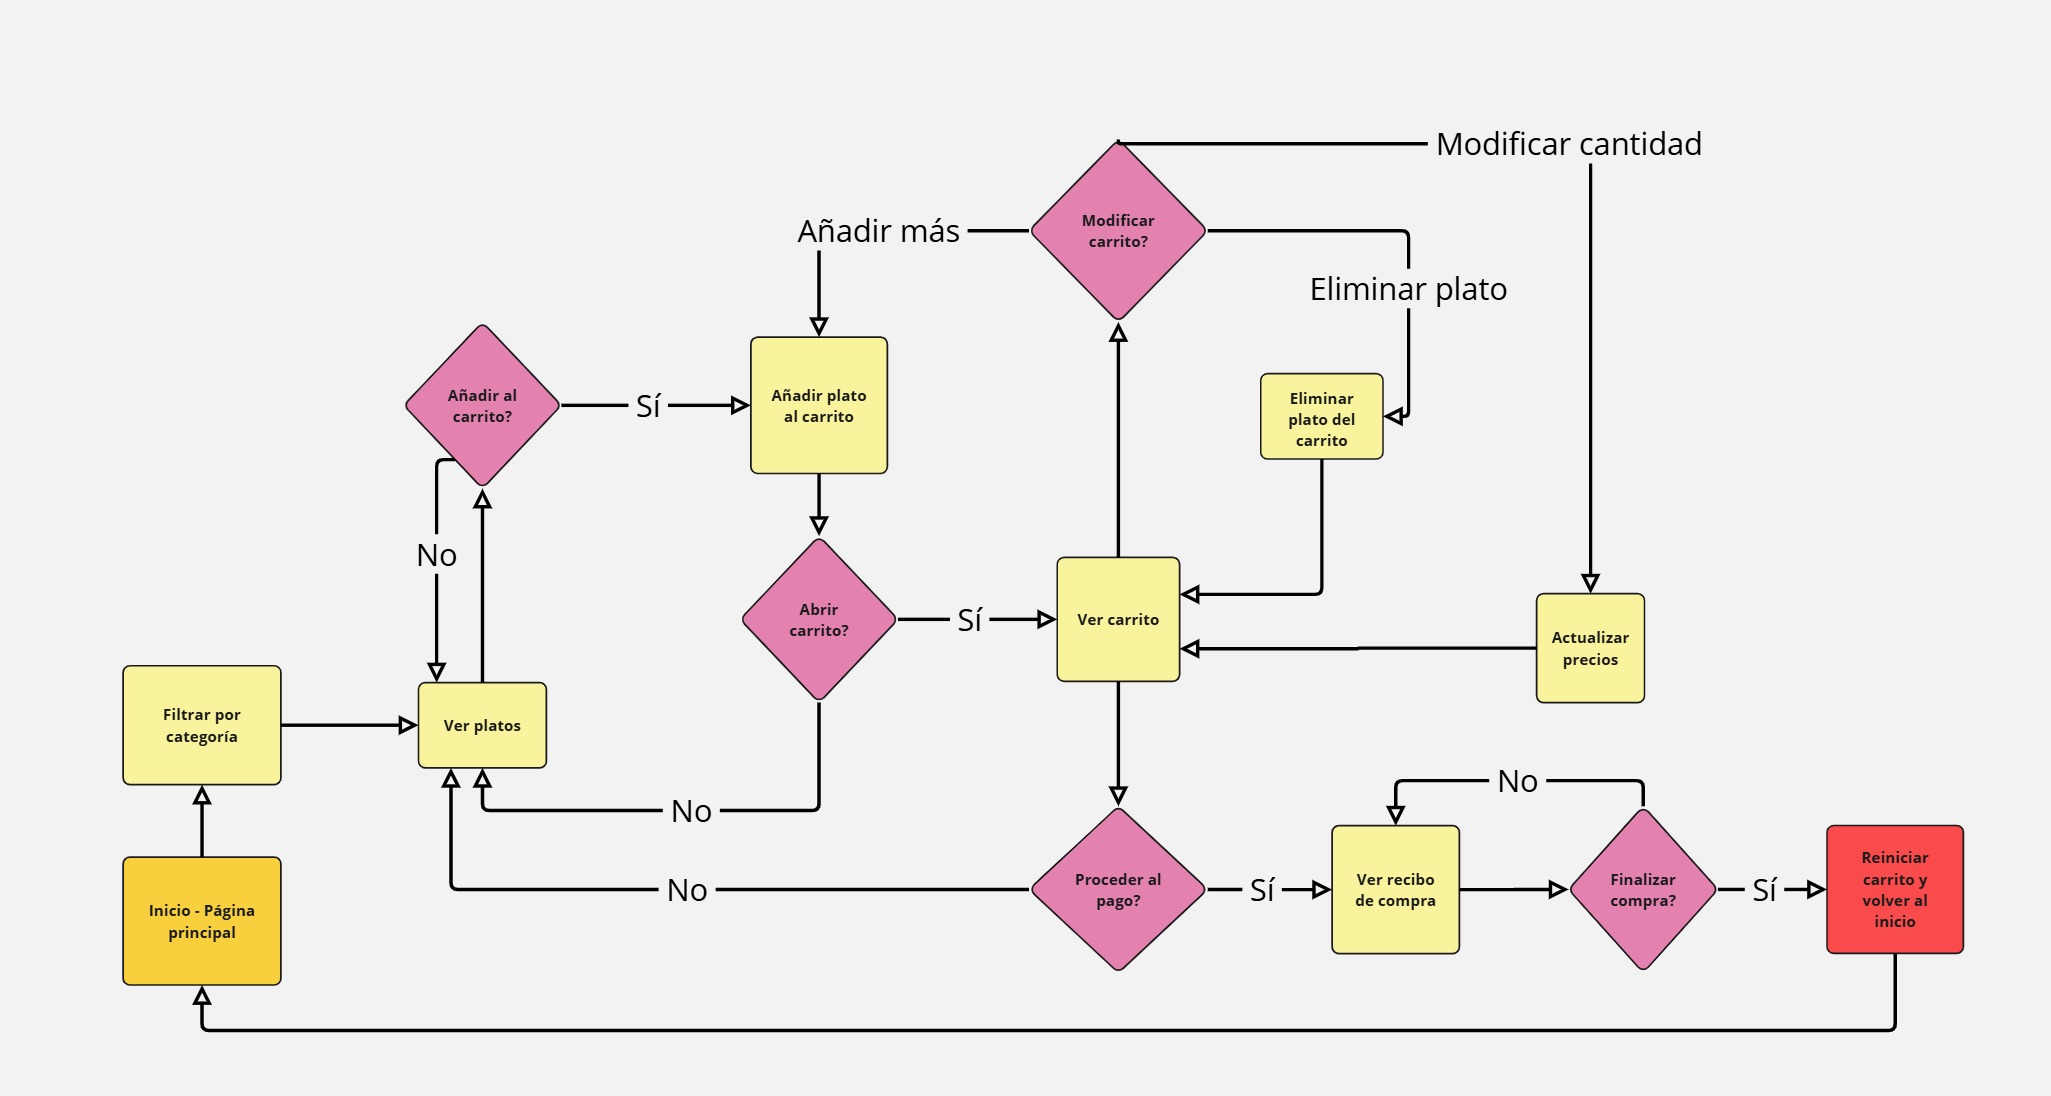 Modificar cantidad
Añadir más
Modificar
carrito?
Eliminar plato
Añadir al
carrito?
Sí
Añadir plato
al carrito
Eliminar
plato del
carrito
No
Abrir
carrito?
Sí
Ver carrito
Actualizar
precios
Filtrar por
categoría
Ver platos
No
No
Inicio - Página
principal
No
Proceder al
pago?
Sí
Ver recibo
de compra
Finalizar
compra?
Sí
Reiniciar
carrito y
volver al
inicio